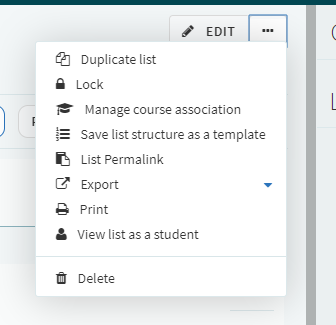 EDIT
Duplicate list
Lock
Manage course association
Save list structure as a template
List Permalink
Export
Print
View list as a student
Delete